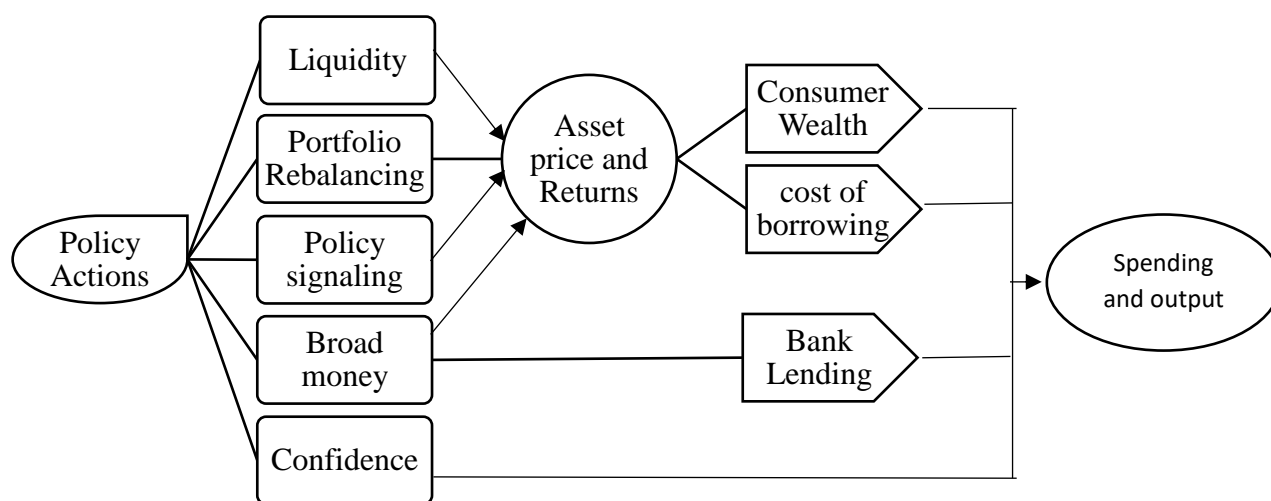 Policy
Actions
Liquidity
Portfolio
Rebalancing
Policy
signaling
Broad
money
Confidence
Asset
price and
Returns
Consumer
Wealth
cost of
borrowing
Bank
Lending
Spending
and output